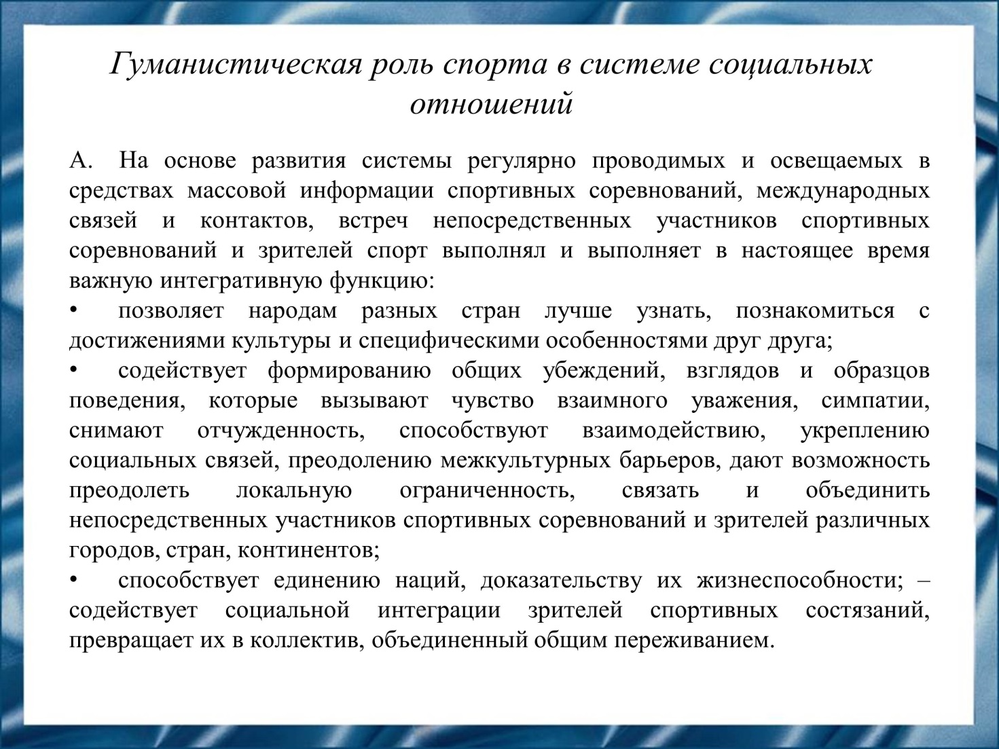 Гуманистическая роль спорта в системе социальных
отношений
А. На основе развития системы регулярно проводимых и освещаемых в
средствах массовой информации спортивных соревнований, международных
связей и контактов, встреч непосредственных участников спортивных
соревнований и зрителей спорт выполнял и выполняет в настоящее время
важную интегративную функцию:
• позволяет народам разных стран лучше узнать, познакомиться с
достижениями культуры и специфическими особенностями друг друга;
• содействует формированию общих убеждений, взглядов и образцов
поведения, которые вызывают чувство взаимного уважения, симпатии,
снимают отчужденность, способствуют взаимодействию, укреплению
социальных связей, преодолению межкультурных барьеров, дают возможность
преодолеть локальную ограниченность, связать и объединить
непосредственных участников спортивных соревнований и зрителей различных
городов, стран, континентов;
• способствует единению наций, доказательству их жизнеспособности; –
содействует социальной интеграции зрителей спортивных состязаний,
превращает их в коллектив, объединенный общим переживанием.